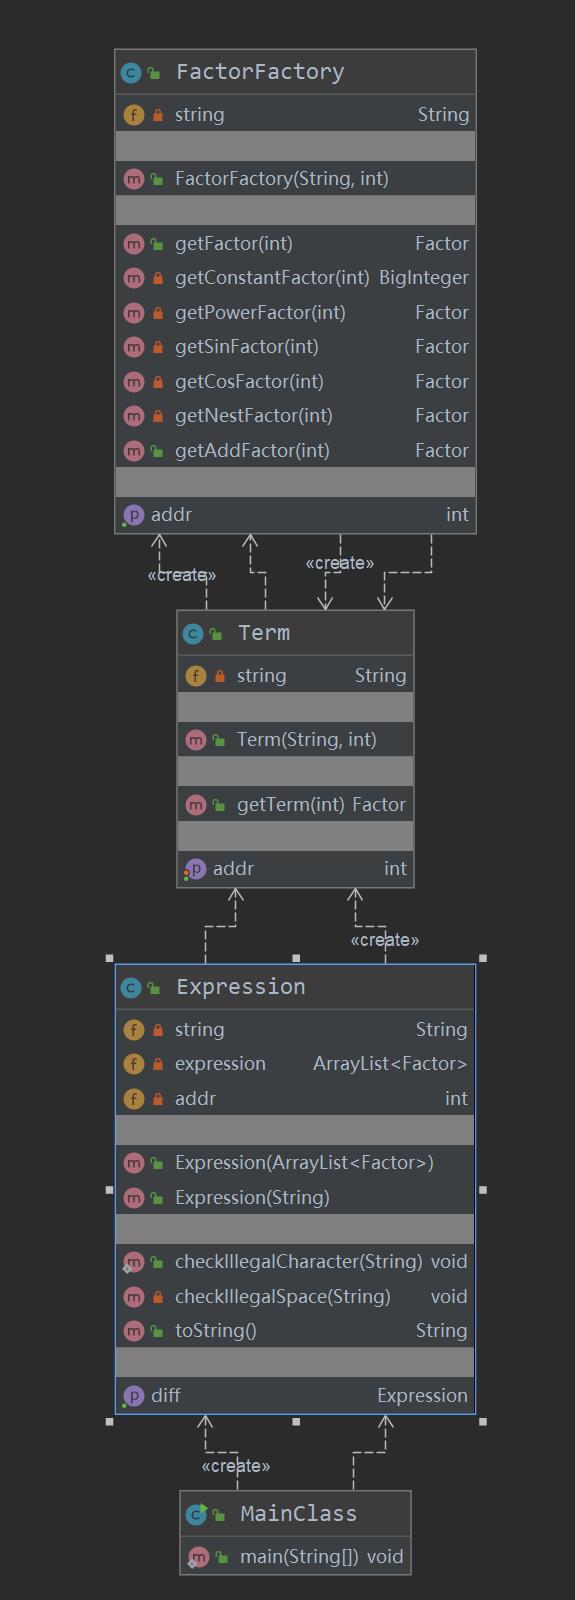 FactorFactory
string String
FactorFactory(String, int)
getFactor(int) Factor
getConstantFactor(int) BigInteger
getPowerFactor(int) Factor
getSinFactor(int) Factor
getCosFactor(int) Factor
getNestFactor(int) Factor
getAddFactor(int) Factor
addr int
«create» «create»
Term
string String
Term(String, int)
getTerm(int) Factor
addr int
«create»
Expression
string String
expression ArrayList<Factor>
addr int
Expression(ArrayList<Factor>)
Expression(String)
checkIllegalCharacter(String) void
checkIllegalSpace(String) void
toString() String
diff Expression
«create»
MainClass
main(String[]) void